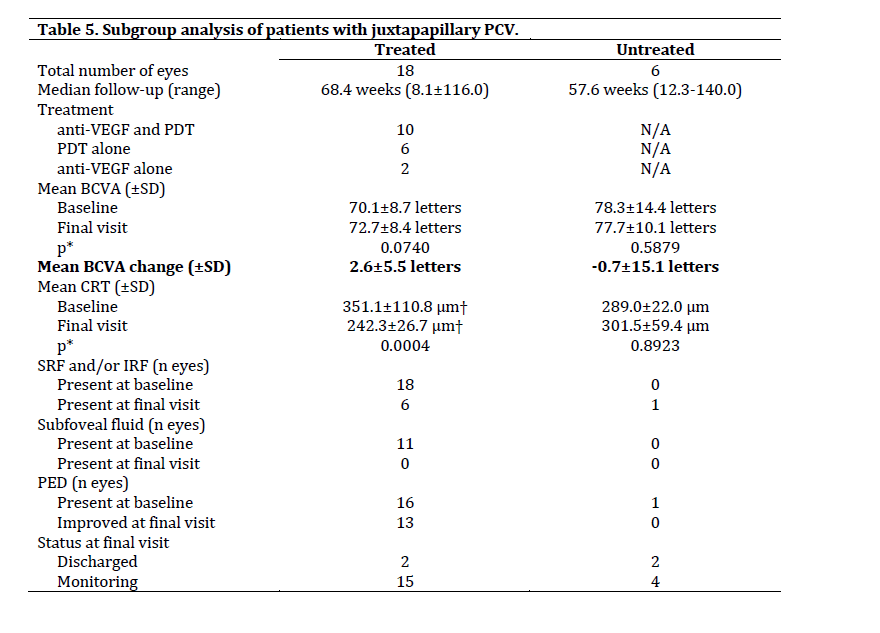 Table 5. Subgroup analysis of patients with juxtapapillary PCV.
Treated Untreated
Total number of eyes 18 6
Median follow-up (range) 68.4 weeks (8.1±116.0) 57.6 weeks (12.3-140.0)
Treatment
anti-VEGF and PDT 10 N/A
PDT alone 6 N/A
anti-VEGF alone 2 N/A
Mean BCVA (±SD)
Baseline 70.1±8.7 letters 78.3±14.4 letters
Final visit 72.7±8.4 letters 77.7±10.1 letters
p* 0.0740 0.5879
Mean BCVA change (±SD) 2.6±5.5 letters -0.7±15.1 letters
Mean CRT (±SD)
Baseline 351.1±110.8 µm† 289.0±22.0 µm
Final visit 242.3±26.7 µm† 301.5±59.4 µm
p* 0.0004 0.8923
SRF and/or IRF (n eyes)
Present at baseline 18 0
Present at final visit 6 1
Subfoveal fluid (n eyes)
Present at baseline 11 0
Present at final visit 0 0
PED (n eyes)
Present at baseline 16 1
Improved at final visit 13 0
Status at final visit
Discharged 2 2
Monitoring 15 4